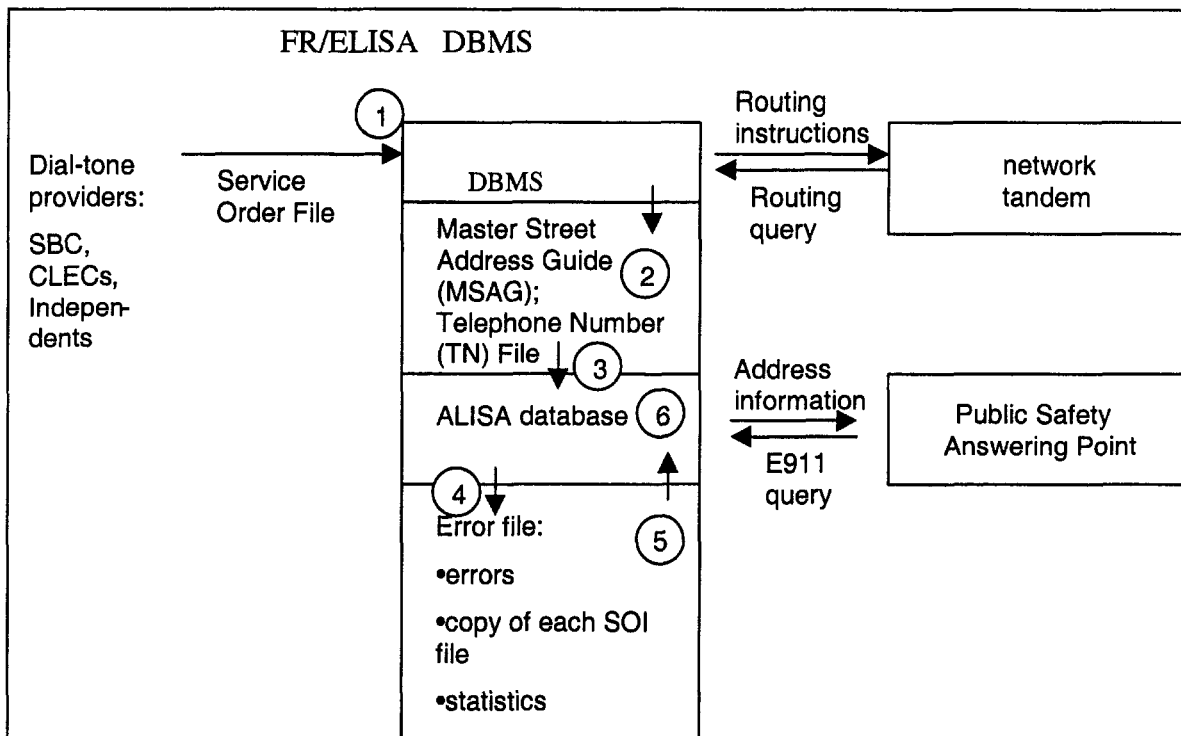 FR/ELISA DBMS
1
Dial-tone
providers:
SBC,
CLECs,
Indepen-
dents
Service
Order File
DBMS
Master Street
Address Guide
(MSAG);
Telephone Number
(TN) File
2
3
ALISA database
6
4
5
Error file:
•errors
•copy of each SOI
file
•statistics
Routing
instructions
Routing
query
network
tandem
Address
information
E911
query
Public Safety
Answering Point